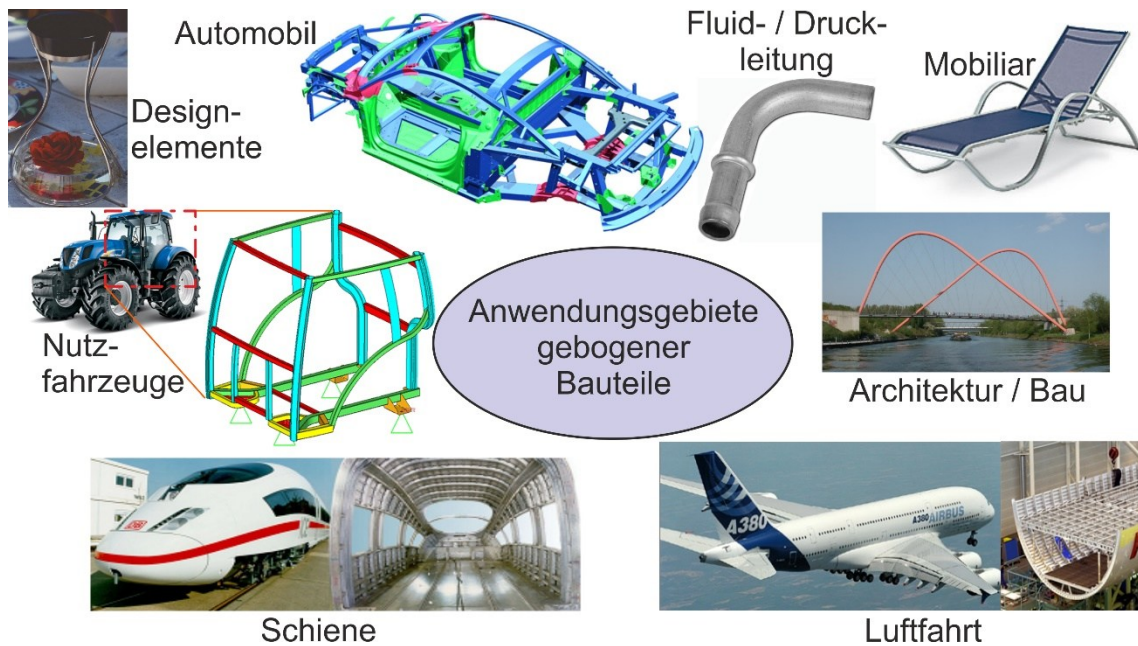 Automobil
Fluid- / Druck-
leitung
Mobiliar
Design-
elemente
Nutz-
fahrzeuge
Anwendungsgebiete
gebogener
Bauteile
Architektur / Bau
A380
A380 AIRBUS
DB
Schiene
Luftfahrt